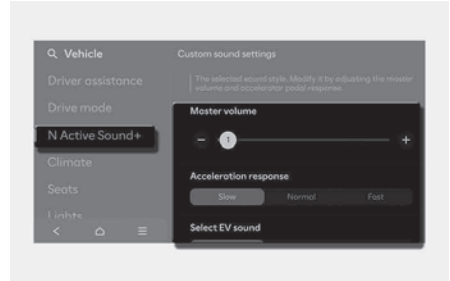 Vehicle
Custom sound settings
Driver assistance
The selected sound style. Modify it by adjusting the master
volume and accelerator pedal response.
Drive mode
Master volume
N Active Sound+
1
Climate
Acceleration response
Seats
Slow Normal Fast
Lights
Select EV sound